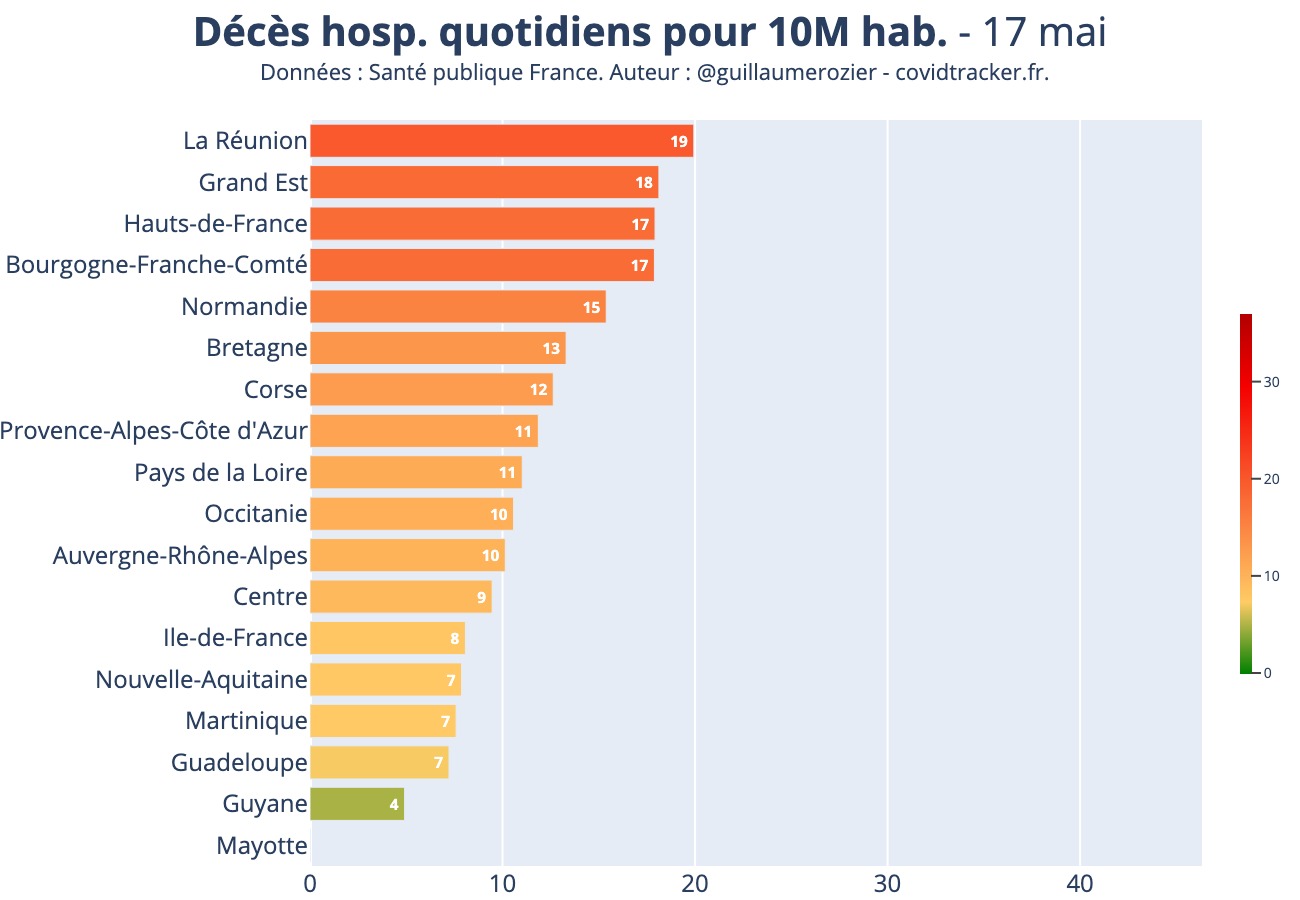 Décès hosp. quotidiens pour 10M hab. - 17 mai
Données : Santé publique France. Auteur : @guillaumerozier - covidtracker.fr.
La Réunion 19
Grand Est 18
Hauts-de-France 17
Bourgogne-Franche-Comté 17
Normandie 15
Bretagne 13
Corse 12
Provence-Alpes-Côte d'Azur 11
Pays de la Loire 11
Occitanie 10
Auvergne-Rhône-Alpes 10
Centre 9
Ile-de-France 8
Nouvelle-Aquitaine 7
Martinique 7
Guadeloupe 7
Guyane 4
Mayotte
0 10 20 30 40
30
20
10
0